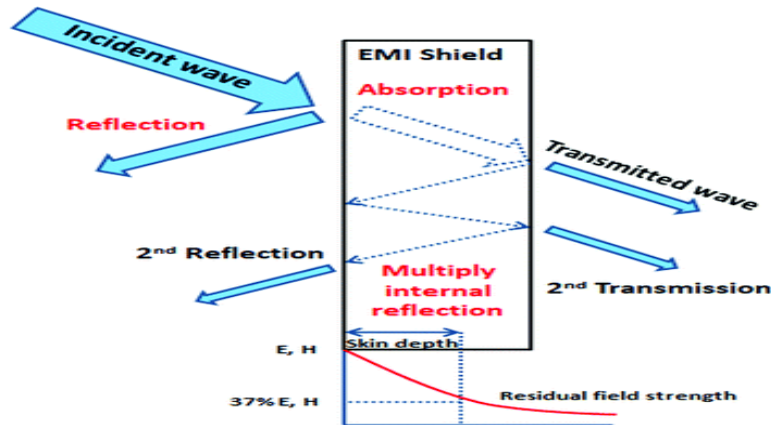 Incident wave
EMI Shield
Absorption
Reflection
Transmitted wave
2nd Reflection
Multiply
internal
reflection
2nd Transmission
Skin depth
E, H
37% E, H
Residual field strength